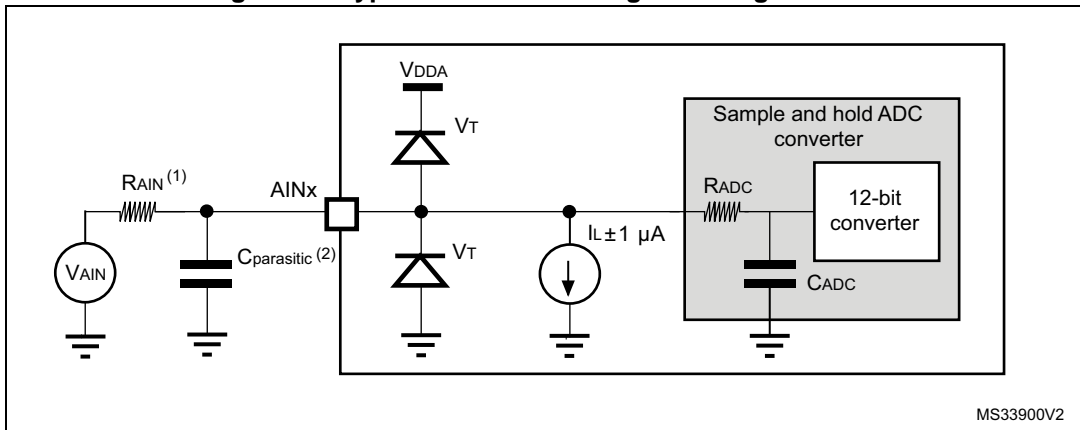 VDDA
Sample and hold ADC
converter
VT
RAIN (1)
AINx
RADC
12-bit
converter
IL±1 µA
Cparasitic (2)
VT
VAIN
CADC
MS33900V2